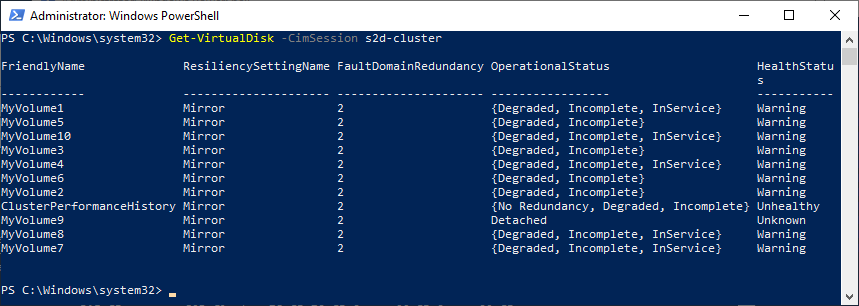 Administrator: Windows PowerShell
PS C:\Windows\system32> Get-VirtualDisk -CimSession s2d-cluster
FriendlyName ResiliencySettingName FaultDomainRedundancy OperationalStatus HealthStatu
s
------------ --------------------- --------------------- ----------------- -----------
MyVolume1 Mirror 2 {Degraded, Incomplete, InService} Warning
MyVolume5 Mirror 2 {Degraded, Incomplete} Warning
MyVolume10 Mirror 2 {Degraded, Incomplete, InService} Warning
MyVolume3 Mirror 2 {Degraded, Incomplete} Warning
MyVolume4 Mirror 2 {Degraded, Incomplete, InService} Warning
MyVolume6 Mirror 2 {Degraded, Incomplete} Warning
MyVolume2 Mirror 2 {Degraded, Incomplete} Warning
ClusterPerformanceHistory Mirror 2 {No Redundancy, Degraded, Incomplete} Unhealthy
MyVolume9 Mirror 2 Detached Unknown
MyVolume8 Mirror 2 {Degraded, Incomplete, InService} Warning
MyVolume7 Mirror 2 {Degraded, Incomplete, InService} Warning
PS C:\Windows\system32> _